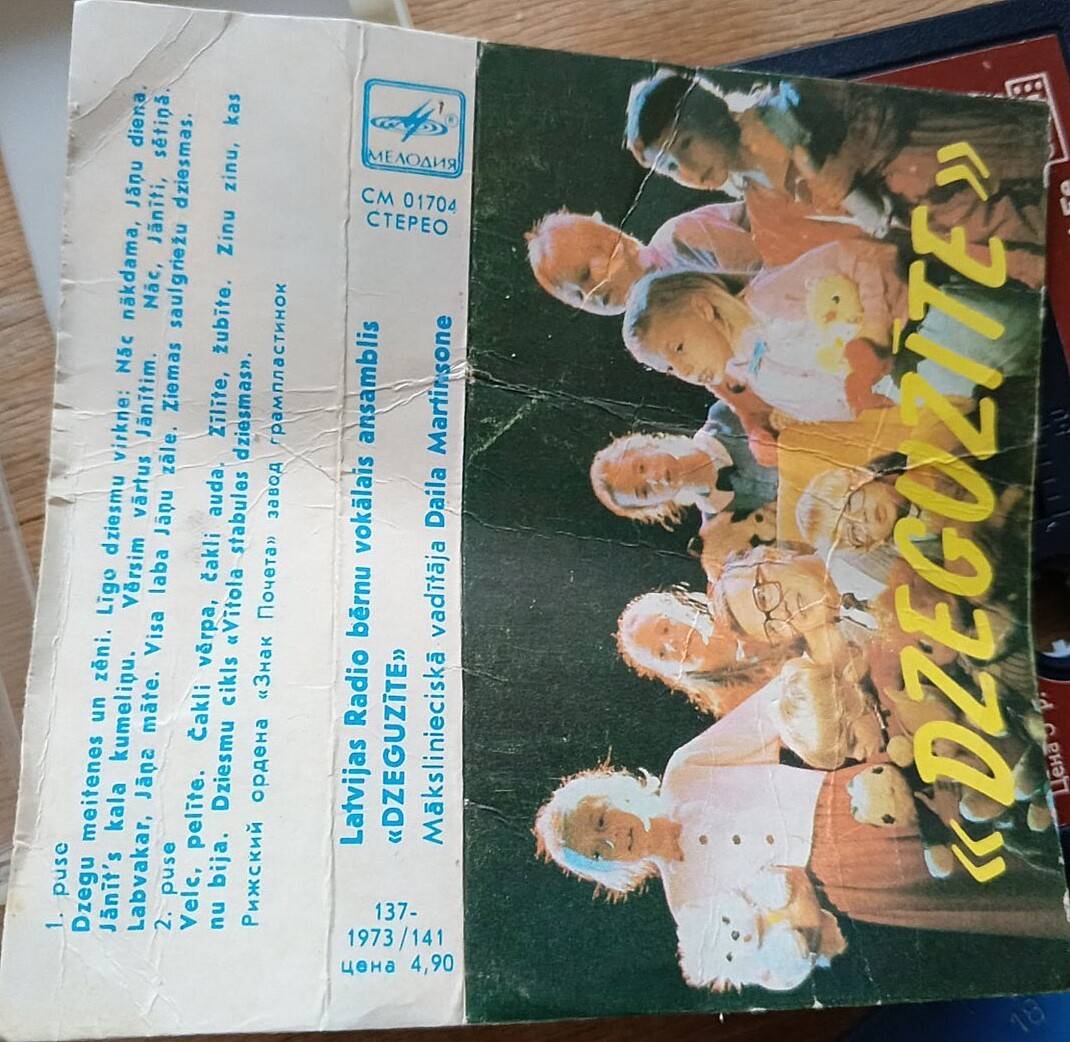 1. puse
Dzegu meitenes un zēni. Līgo dziesmu virkne: Nāc nākdama, Jāņu diena.
Jānīt's kala kumeliņu. Vērsim vārtus Jānītim. Nāc, Jānīti, sētiņā.
Labvakar, Jāņa māte. Visa laba Jāņu zāle. Ziemas saulgriežu dziesmas.
2. puse
Velc, pelīte. Čakli vērpa, čakli auda. Zīlīte, žubīte. Zinu zinu, kas
nu bija. Dziesmu cikls «Vītola stabules dziesmas».
Рижский ордена «Знак Почета» завод грампластинок
137-
1973/141
цена 4,90
Latvijas Radio bērnu vokālais ansamblis
«DZEGUZĪTE»
Mākslinieciskā vadītāja Daila Martinsone
МЕЛОДИЯ
СМ 01704
СТЕРЕО
«DZEGUZĪTE»
Цена
18